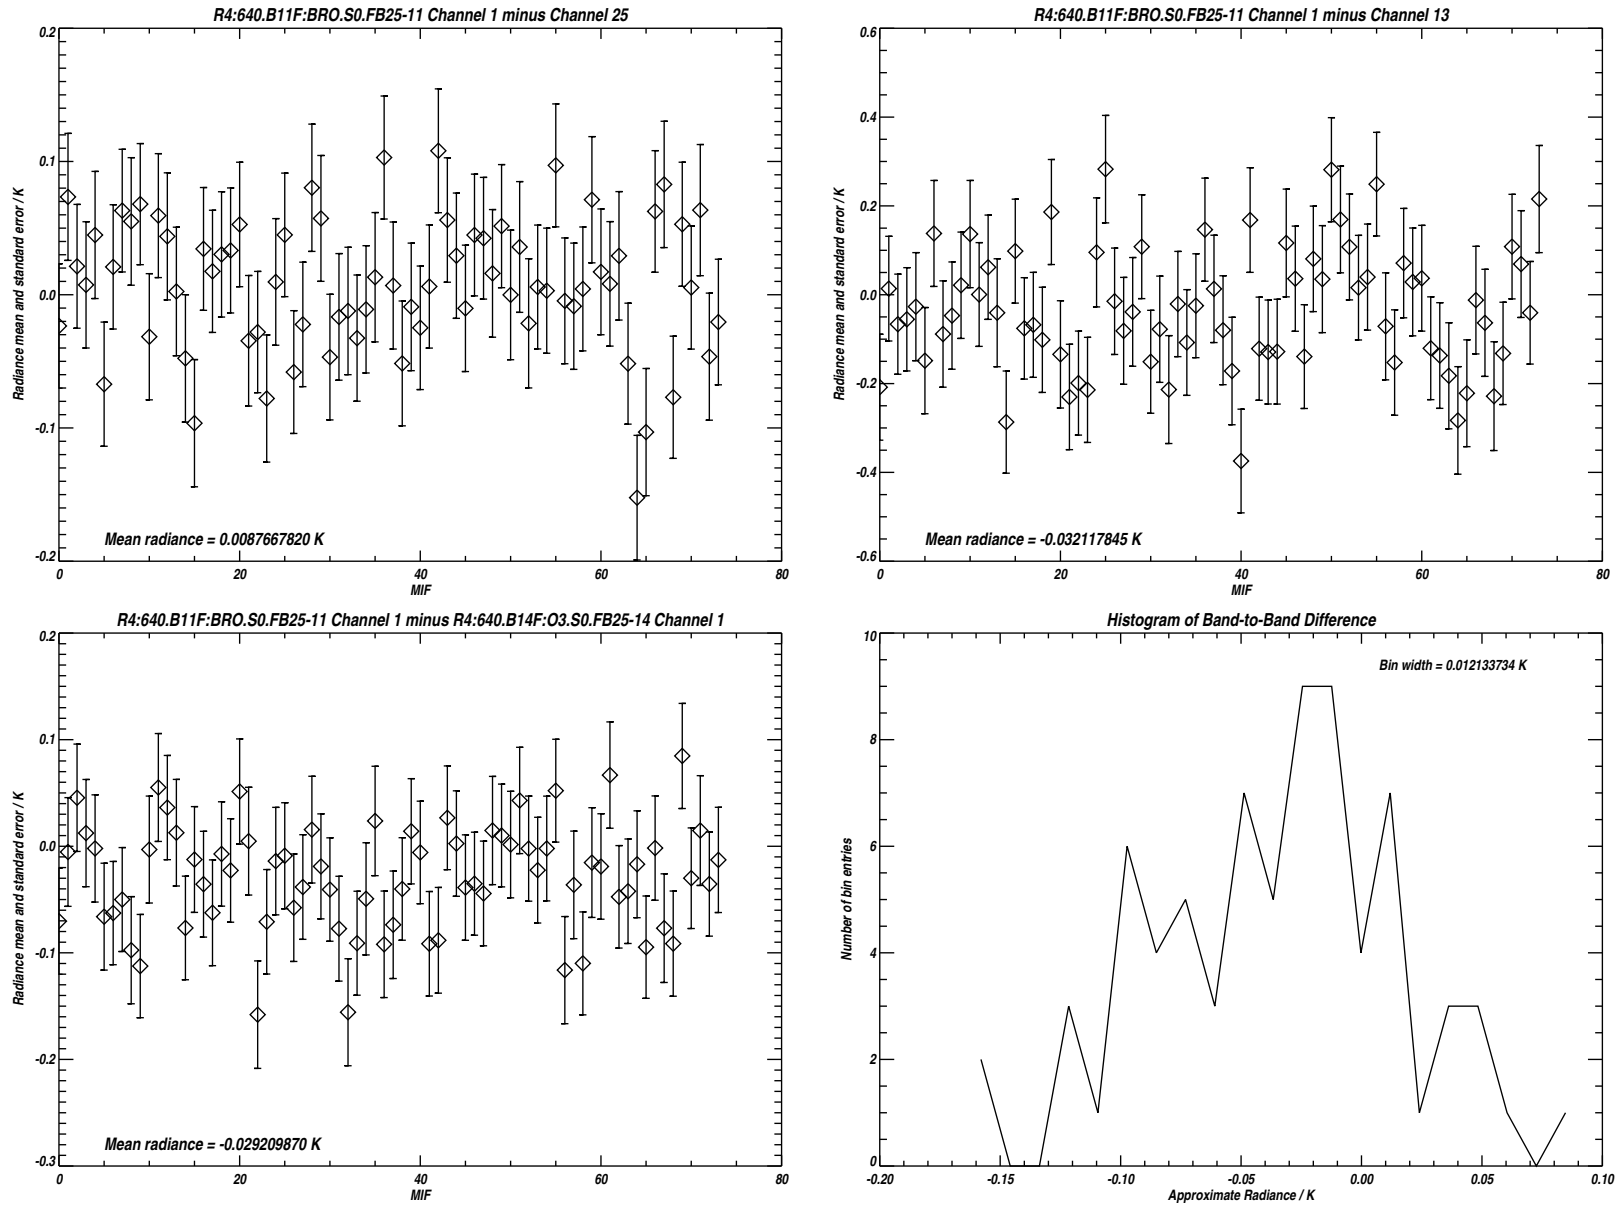 R4:640.B11F:BRO.S0.FB25-11 Channel 1 minus Channel 25
0.2
0.1
0.0
-0.1
-0.2
Radiance mean and standard error / K
Mean radiance = 0.0087667820 K
0 20 40 60 80
MIF
R4:640.B11F:BRO.S0.FB25-11 Channel 1 minus Channel 13
0.6
0.4
0.2
0.0
-0.2
-0.4
-0.6
Radiance mean and standard error / K
Mean radiance = -0.032117845 K
0 20 40 60 80
MIF
R4:640.B11F:BRO.S0.FB25-11 Channel 1 minus R4:640.B14F:O3.S0.FB25-14 Channel 1
0.2
0.1
0.0
-0.1
-0.2
-0.3
Radiance mean and standard error / K
Mean radiance = -0.029209870 K
0 20 40 60 80
MIF
Histogram of Band-to-Band Difference
10
8
6
4
2
0
Number of bin entries
Bin width = 0.012133734 K
-0.20 -0.15 -0.10 -0.05 0.00 0.05 0.10
Approximate Radiance / K